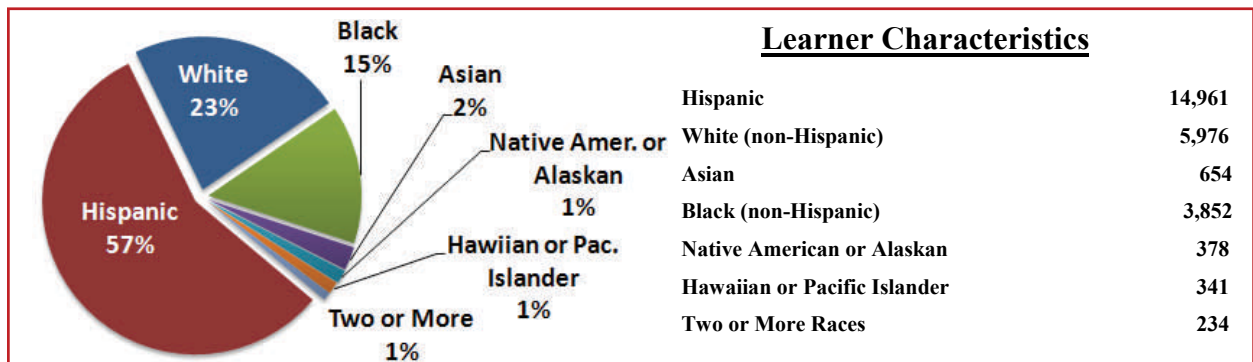 Black
15%
White
23%
Asian
2%
Native Amer. or
Alaskan
1%
Hispanic
57%
Hawiian or Pac.
Islander
1%
Two or More
1%
Learner Characteristics
Hispanic 14,961
White (non-Hispanic) 5,976
Asian 654
Black (non-Hispanic) 3,852
Native American or Alaskan 378
Hawaiian or Pacific Islander 341
Two or More Races 234